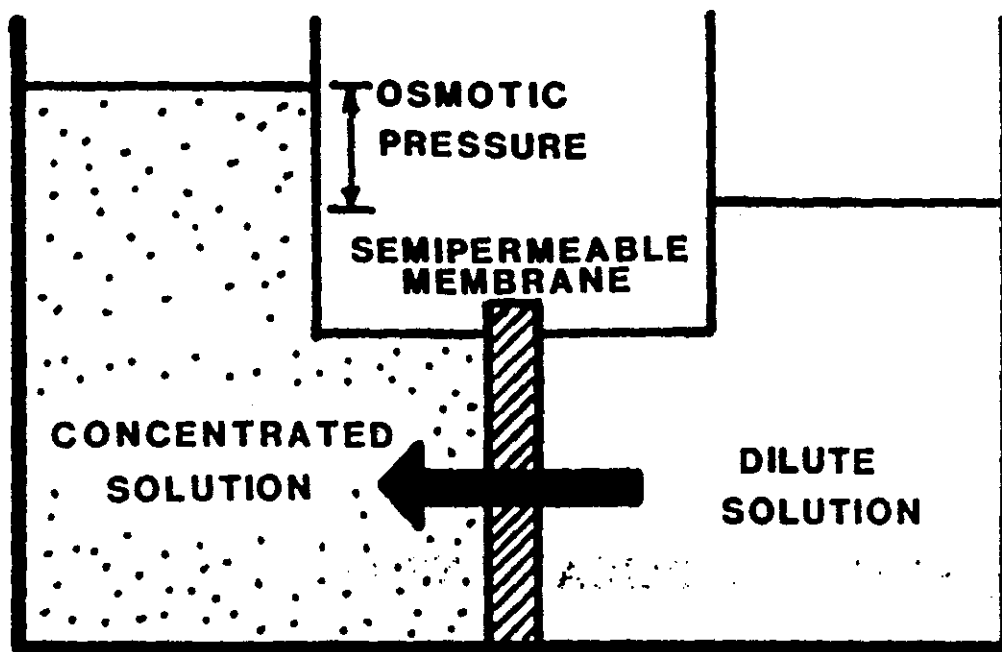 OSMOTIC
PRESSURE
SEMIPERMEABLE
MEMBRANE
CONCENTRATED
SOLUTION
DILUTE
SOLUTION